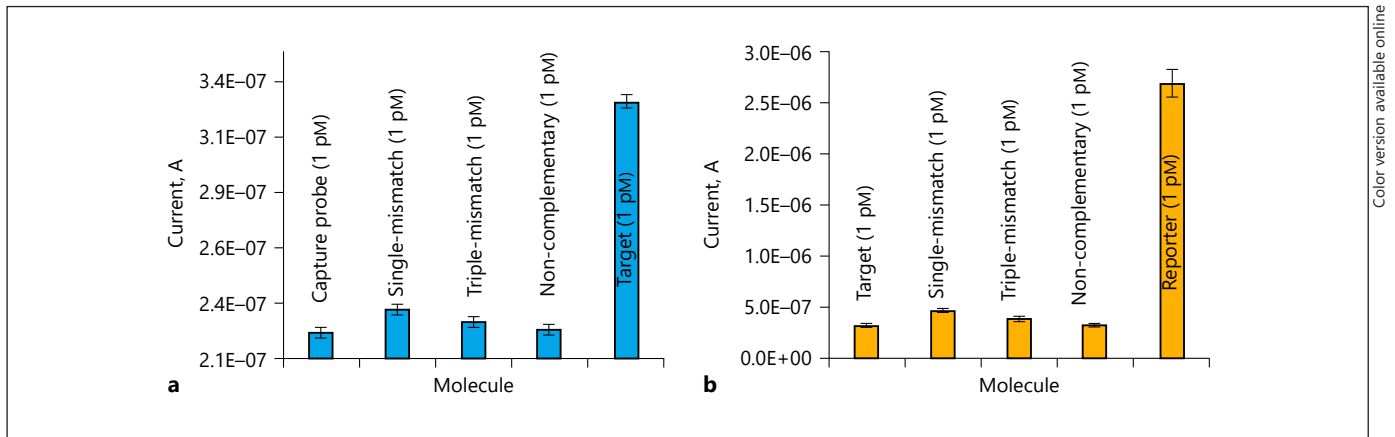 Current, A
3.4E–07
3.1E–07
2.9E–07
2.6E–07
2.4E–07
2.1E–07
Capture probe (1 pM)
Single-mismatch (1 pM)
Triple-mismatch (1 pM)
Non-complementary (1 pM)
Target (1 pM)
a
Molecule
Current, A
3.0E–06
2.5E–06
2.0E–06
1.5E–06
1.0E–06
5.0E–07
0.0E+00
Target (1 pM)
Single-mismatch (1 pM)
Triple-mismatch (1 pM)
Non-complementary (1 pM)
Reporter (1 pM)
b
Molecule
Color version available online